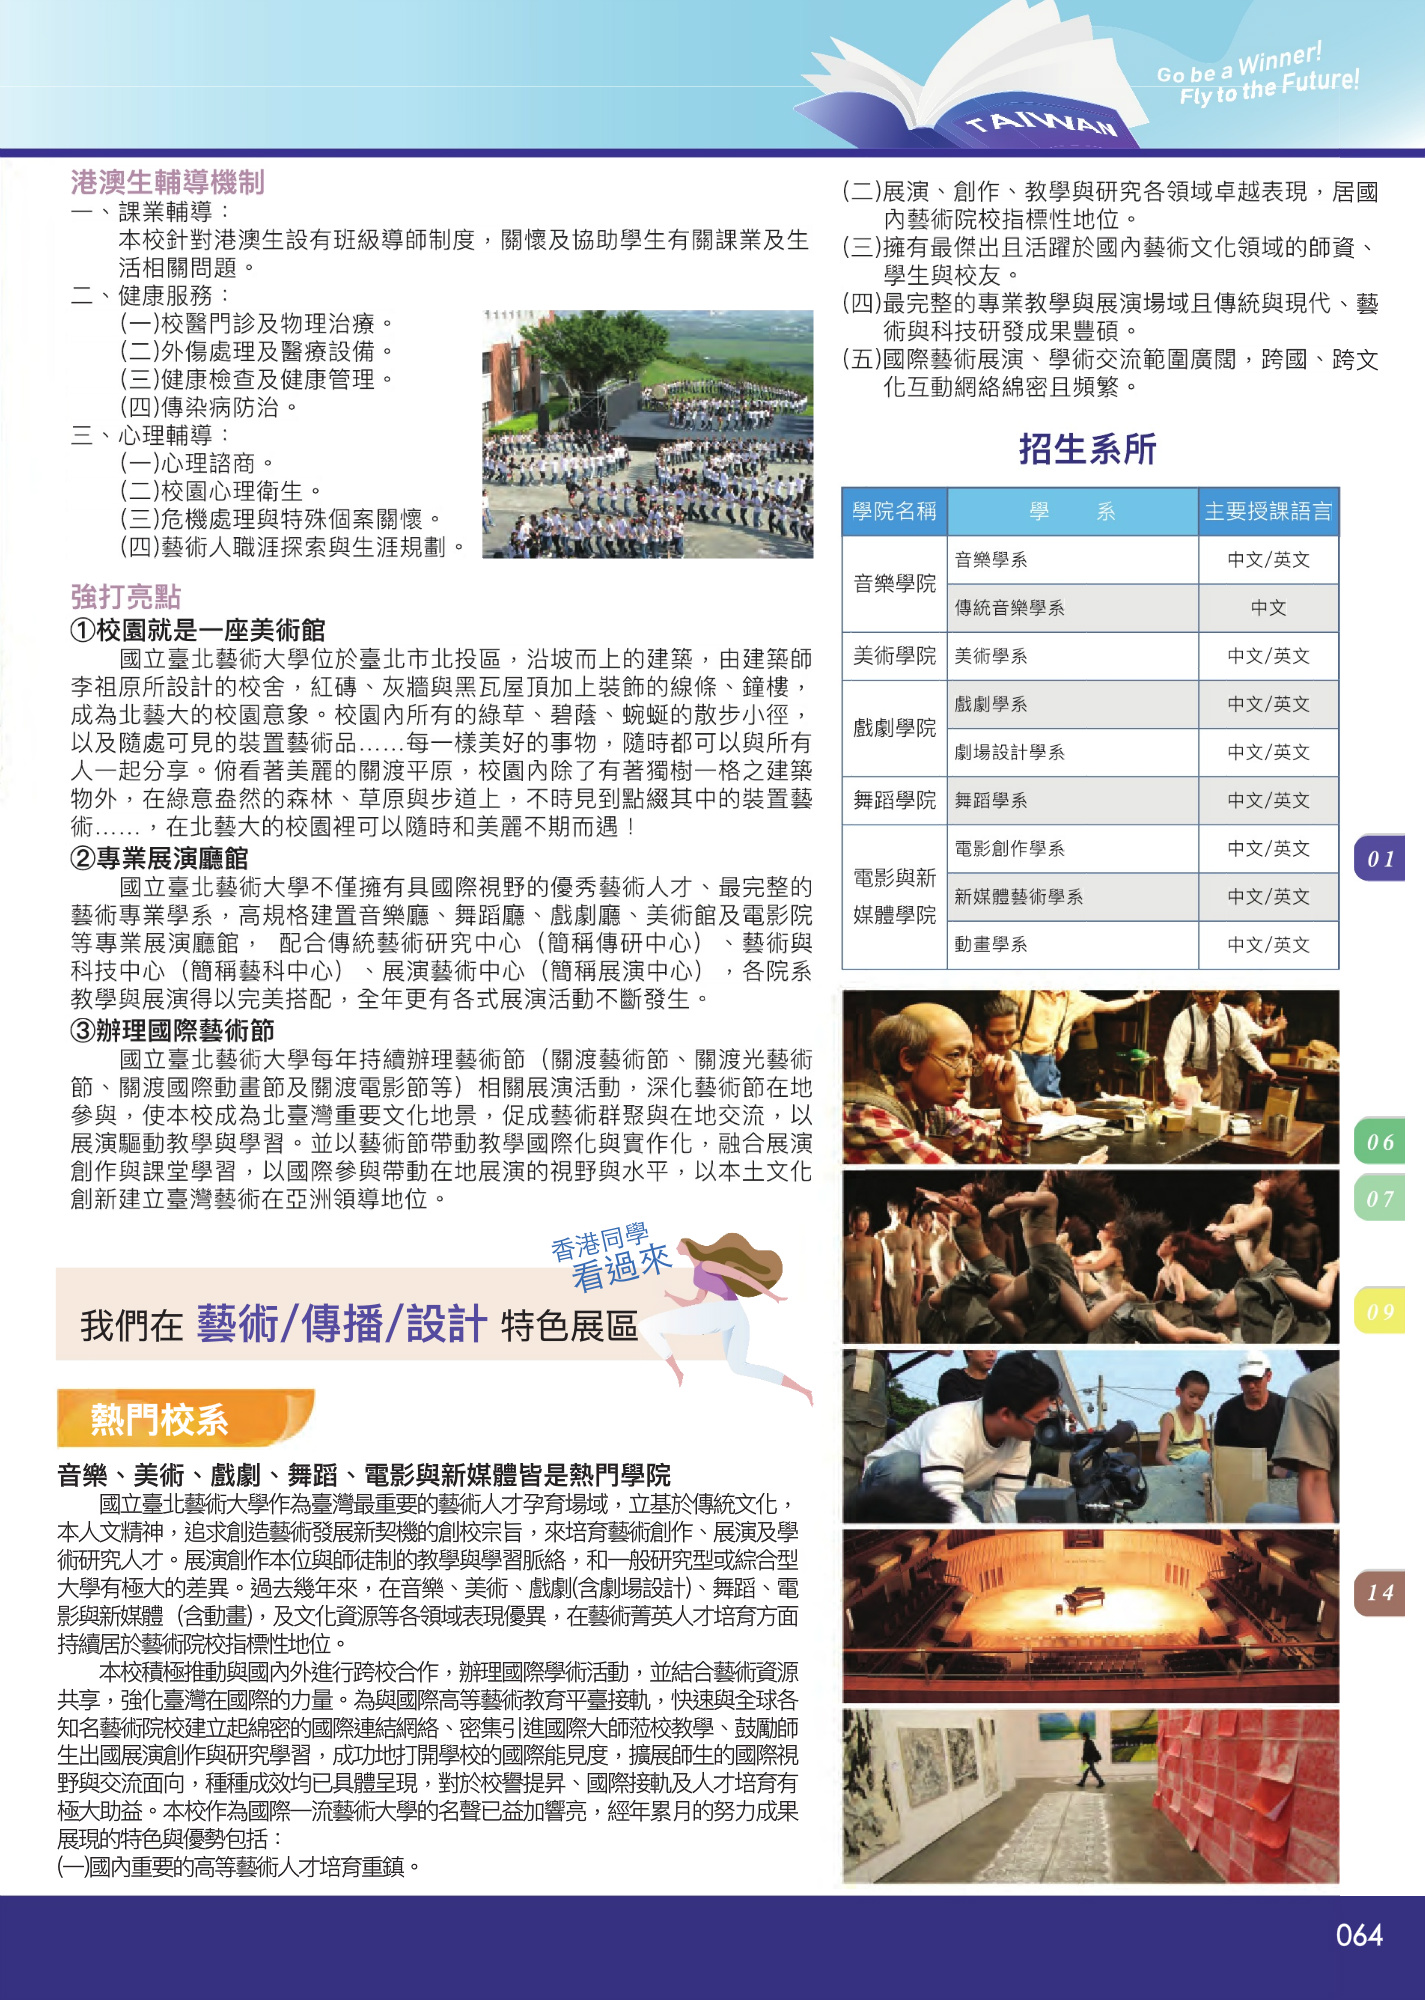 Go be a Winner!
Fly to the Future!
TAIWAN
港澳生輔導機制
一、課業輔導：
本校針對港澳生設有班級導師制度，關懷及協助學生有關課業及生
活相關問題。
二、健康服務：
(一)校醫門診及物理治療。
(二)外傷處理及醫療設備。
(三)健康檢查及健康管理。
(四)傳染病防治。
三、心理輔導：
(一)心理諮商。
(二)校園心理衛生。
(三)危機處理與特殊個案關懷。
(四)藝術人職涯探索與生涯規劃。
強打亮點
①校園就是一座美術館
國立臺北藝術大學位於臺北市北投區，沿坡而上的建築，由建築師
李祖原所設計的校舍，紅磚、灰牆與黑瓦屋頂加上裝飾的線條、鐘樓，
成為北藝大的校園意象。校園內所有的綠草、碧蔭、蜿蜒的散步小徑，
以及隨處可見的裝置藝術品……每一樣美好的事物，隨時都可以與所有
人一起分享。俯看著美麗的關渡平原，校園內除了有著獨樹一格之建築
物外，在綠意盎然的森林、草原與步道上，不時見到點綴其中的裝置藝
術……，在北藝大的校園裡可以隨時和美麗不期而遇！
②專業展演廳館
國立臺北藝術大學不僅擁有具國際視野的優秀藝術人才、最完整的
藝術專業學系，高規格建置音樂廳、舞蹈廳、戲劇廳、美術館及電影院
等專業展演廳館， 配合傳統藝術研究中心（簡稱傳研中心）、藝術與
科技中心（簡稱藝科中心）、展演藝術中心（簡稱展演中心），各院系
教學與展演得以完美搭配，全年更有各式展演活動不斷發生。
③辦理國際藝術節
國立臺北藝術大學每年持續辦理藝術節（關渡藝術節、關渡光藝術
節、關渡國際動畫節及關渡電影節等）相關展演活動，深化藝術節在地
參與，使本校成為北臺灣重要文化地景，促成藝術群聚與在地交流，以
展演驅動教學與學習。並以藝術節帶動教學國際化與實作化，融合展演
創作與課堂學習，以國際參與帶動在地展演的視野與水平，以本土文化
創新建立臺灣藝術在亞洲領導地位。
香港同學
看過來
我們在 藝術/傳播/設計 特色展區
熱門校系
音樂、美術、戲劇、舞蹈、電影與新媒體皆是熱門學院
國立臺北藝術大學作為臺灣最重要的藝術人才孕育場域，立基於傳統文化，
本人文精神，追求創造藝術發展新契機的創校宗旨，來培育藝術創作、展演及學
術研究人才。展演創作本位與師徒制的教學與學習脈絡，和一般研究型或綜合型
大學有極大的差異。過去幾年來，在音樂、美術、戲劇(含劇場設計)、舞蹈、電
影與新媒體（含動畫)，及文化資源等各領域表現優異，在藝術菁英人才培育方面
持續居於藝術院校指標性地位。
本校積極推動與國內外進行跨校合作，辦理國際學術活動，並結合藝術資源
共享，強化臺灣在國際的力量。為與國際高等藝術教育平臺接軌，快速與全球各
知名藝術院校建立起綿密的國際連結網絡、密集引進國際大師蒞校教學、鼓勵師
生出國展演創作與研究學習，成功地打開學校的國際能見度，擴展師生的國際視
野與交流面向，種種成效均已具體呈現，對於校譽提昇、國際接軌及人才培育有
極大助益。本校作為國際一流藝術大學的名聲已益加響亮，經年累月的努力成果
展現的特色與優勢包括：
(一)國內重要的高等藝術人才培育重鎮。
(二)展演、創作、教學與研究各領域卓越表現，居國
內藝術院校指標性地位。
(三)擁有最傑出且活躍於國內藝術文化領域的師資、
學生與校友。
(四)最完整的專業教學與展演場域且傳統與現代、藝
術與科技研發成果豐碩。
(五)國際藝術展演、學術交流範圍廣闊，跨國、跨文
化互動網絡綿密且頻繁。
招生系所
學院名稱 學 系 主要授課語言
音樂學院 音樂學系 中文/英文
傳統音樂學系 中文
美術學院 美術學系 中文/英文
戲劇學院 戲劇學系 中文/英文
劇場設計學系 中文/英文
舞蹈學院 舞蹈學系 中文/英文
電影與新
媒體學院
電影創作學系 中文/英文
新媒體藝術學系 中文/英文
動畫學系 中文/英文
01
06
07
09
14
064